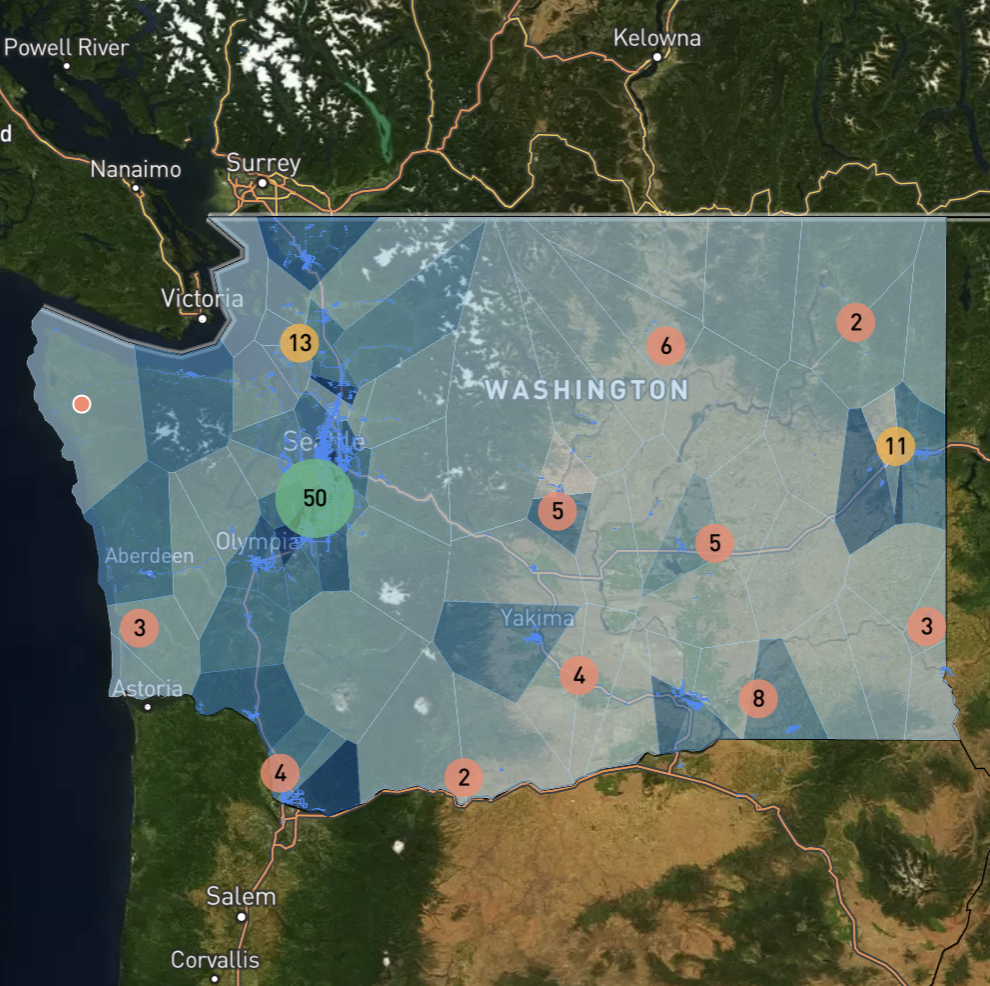 Powell River
Kelowna
d
Nanaimo
Surrey
Victoria
13
6
2
WASHINGTON
Seattle
11
50
5
5
Olympia
Aberdeen
3
Yakima
3
4
Astoria
8
4
2
Salem
Corvallis